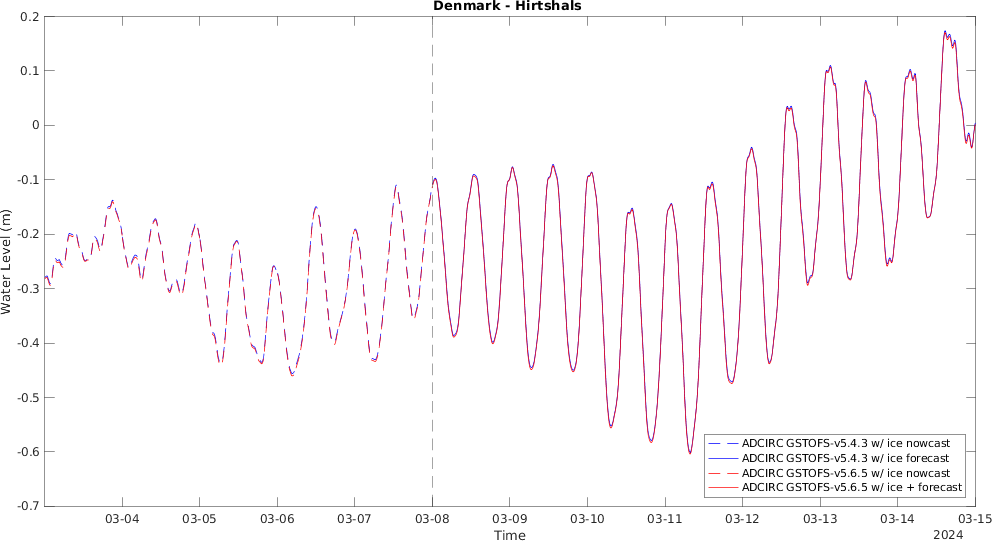 Denmark - Hirtshals
0.2
0.1
0
-0.1
-0.2
-0.3
-0.4
-0.5
-0.6
-0.7
Water Level (m)
ADCIRC GSTOFS-v5.4.3 w/ ice nowcast
ADCIRC GSTOFS-v5.4.3 w/ ice forecast
ADCIRC GSTOFS-v5.6.5 w/ ice nowcast
ADCIRC GSTOFS-v5.6.5 w/ ice + forecast
03-04 03-05 03-06 03-07 03-08 03-09 03-10 03-11 03-12 03-13 03-14 03-15
Time
2024